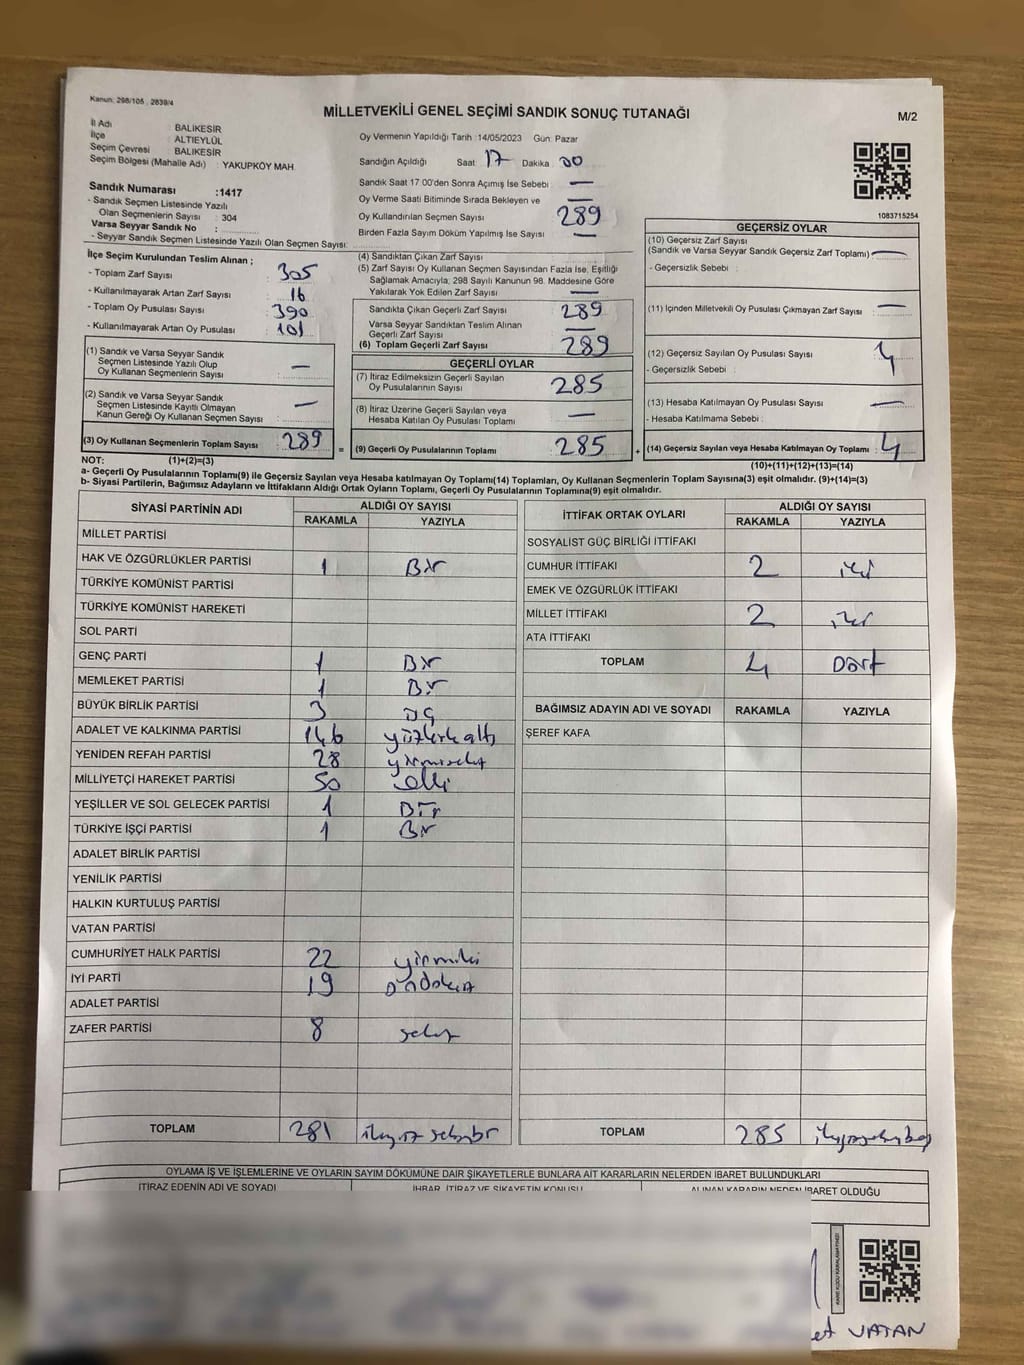 Kanun: 298/105 , 2839/4
MİLLETVEKİLİ GENEL SEÇİMİ SANDIK SONUÇ TUTANAĞI
M/2
İl Adı : BALIKESİR
İlçe : ALTIEYLÜL
Seçim Çevresi : BALIKESİR
Seçim Bölgesi (Mahalle Adı) : YAKUPKÖY MAH.
Sandık Numarası :1417
- Sandık Seçmen Listesinde Yazılı
Olan Seçmenlerin Sayısı : 304
Varsa Seyyar Sandık No :
- Seyyar Sandık Seçmen Listesinde Yazılı Olan Seçmen Sayısı:
Oy Vermenin Yapıldığı Tarih :14/05/2023 Gün: Pazar
Sandığın Açıldığı Saat: 17 Dakika: 00
Sandık Saat 17:00'den Sonra Açılmış İse Sebebi : —
Oy Verme Saati Bitiminde Sırada Bekleyen ve
Oy Kullandırılan Seçmen Sayısı : 289
Birden Fazla Sayım Döküm Yapılmış İse Sayısı : —
1083715254
İlçe Seçim Kurulundan Teslim Alınan ;
- Toplam Zarf Sayısı : 305
- Kullanılmayarak Artan Zarf Sayısı : 16
- Toplam Oy Pusulası Sayısı : 390
- Kullanılmayarak Artan Oy Pusulası : 101
(1) Sandık ve Varsa Seyyar Sandık
Seçmen Listesinde Yazılı Olup
Oy Kullanan Seçmenlerin Sayısı : —
(2) Sandık ve Varsa Seyyar Sandık
Seçmen Listesinde Kayıtlı Olmayan
Kanun Gereği Oy Kullanan Seçmen Sayısı : —
(3) Oy Kullanan Seçmenlerin Toplam Sayısı : 289 =
(4) Sandıktan Çıkan Zarf Sayısı :
(5) Zarf Sayısı Oy Kullanan Seçmen Sayısından Fazla İse, Eşitliği
Sağlamak Amacıyla, 298 Sayılı Kanunun 98. Maddesine Göre
Yakılarak Yok Edilen Zarf Sayısı : —
Sandıkta Çıkan Geçerli Zarf Sayısı : 289
Varsa Seyyar Sandıktan Teslim Alınan
Geçerli Zarf Sayısı : —
(6) Toplam Geçerli Zarf Sayısı : 289
GEÇERLİ OYLAR
(7) İtiraz Edilmeksizin Geçerli Sayılan
Oy Pusulalarının Sayısı : 285
(8) İtiraz Üzerine Geçerli Sayılan veya
Hesaba Katılan Oy Pusulası Toplamı : —
(9) Geçerli Oy Pusulalarının Toplamı : 285 +
GEÇERSİZ OYLAR
(10) Geçersiz Zarf Sayısı
(Sandık ve Varsa Seyyar Sandık Geçersiz Zarf Toplamı) : —
- Geçersizlik Sebebi :
(11) İçinden Milletvekili Oy Pusulası Çıkmayan Zarf Sayısı : —
(12) Geçersiz Sayılan Oy Pusulası Sayısı : 4
- Geçersizlik Sebebi :
(13) Hesaba Katılmayan Oy Pusulası Sayısı : —
- Hesaba Katılmama Sebebi :
(14) Geçersiz Sayılan veya Hesaba Katılmayan Oy Toplamı : 4
NOT: (1)+(2)=(3)
(10)+(11)+(12)+(13)=(14)
a- Geçerli Oy Pusulalarının Toplamı(9) ile Geçersiz Sayılan veya Hesaba katılmayan Oy Toplamı(14) Toplamları, Oy Kullanan Seçmenlerin Toplam Sayısına(3) eşit olmalıdır. (9)+(14)=(3)
b- Siyasi Partilerin, Bağımsız Adayların ve İttifakların Aldığı Ortak Oyların Toplamı, Geçerli Oy Pusulalarının Toplamına(9) eşit olmalıdır.
SİYASİ PARTİNİN ADI ALDIĞI OY SAYISI
RAKAMLA YAZIYLA
MİLLET PARTİSİ
HAK VE ÖZGÜRLÜKLER PARTİSİ 1 Bir
TÜRKİYE KOMÜNİST PARTİSİ
TÜRKİYE KOMÜNİST HAREKETİ
SOL PARTİ
GENÇ PARTİ 1 Bir
MEMLEKET PARTİSİ 1 Bir
BÜYÜK BİRLİK PARTİSİ 3 üç
ADALET VE KALKINMA PARTİSİ 146 yüzkırkaltı
YENİDEN REFAH PARTİSİ 28 yirmisekiz
MİLLİYETÇİ HAREKET PARTİSİ 50 elli
YEŞİLLER VE SOL GELECEK PARTİSİ 1 Bir
TÜRKİYE İŞÇİ PARTİSİ 1 Bir
ADALET BİRLİK PARTİSİ
YENİLİK PARTİSİ
HALKIN KURTULUŞ PARTİSİ
VATAN PARTİSİ
CUMHURİYET HALK PARTİSİ 22 yirmiiki
İYİ PARTİ 19 ondokuz
ADALET PARTİSİ
ZAFER PARTİSİ 8 sekiz
TOPLAM 281 ikiyüzseksenbir
İTTİFAK ORTAK OYLARI ALDIĞI OY SAYISI
RAKAMLA YAZIYLA
SOSYALİST GÜÇ BİRLİĞİ İTTİFAKI
CUMHUR İTTİFAKI 2 iki
EMEK VE ÖZGÜRLÜK İTTİFAKI
MİLLET İTTİFAKI 2 iki
ATA İTTİFAKI
TOPLAM 4 Dört
BAĞIMSIZ ADAYIN ADI VE SOYADI RAKAMLA YAZIYLA
ŞEREF KAFA
TOPLAM 285 ikiyüzseksenbeş
OYLAMA İŞ VE İŞLEMLERİNE VE OYLARIN SAYIM DÖKÜMÜNE DAİR ŞİKAYETLERLE BUNLARA AİT KARARLARIN NELERDEN İBARET BULUNDUKLARI
İTİRAZ EDENİN ADI VE SOYADI İHBAR, İTİRAZ VE ŞİKAYETİN KONUSU ALINAN KARARIN NEDEN İBARET OLDUĞU
et VATAN